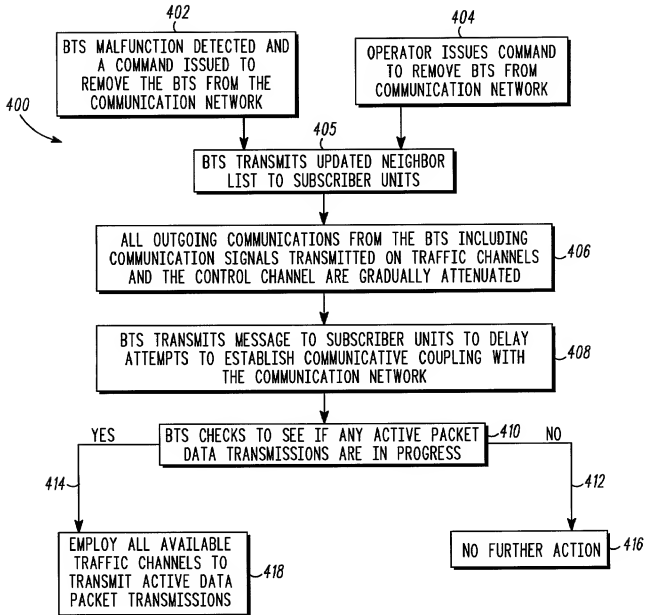 402
BTS MALFUNCTION DETECTED AND
A COMMAND ISSUED TO
REMOVE THE BTS FROM THE
COMMUNICATION NETWORK
404
OPERATOR ISSUES COMMAND
TO REMOVE BTS FROM
COMMUNICATION NETWORK
400
405
BTS TRANSMITS UPDATED NEIGHBOR
LIST TO SUBSCRIBER UNITS
ALL OUTGOING COMMUNICATIONS FROM THE BTS INCLUDING
COMMUNICATION SIGNALS TRANSMITTED ON TRAFFIC CHANNELS
AND THE CONTROL CHANNEL ARE GRADUALLY ATTENUATED
406
BTS TRANSMITS MESSAGE TO SUBSCRIBER UNITS TO DELAY
ATTEMPTS TO ESTABLISH COMMUNICATIVE COUPLING WITH
THE COMMUNICATION NETWORK
408
YES
BTS CHECKS TO SEE IF ANY ACTIVE PACKET
DATA TRANSMISSIONS ARE IN PROGRESS
410
NO
414
412
EMPLOY ALL AVAILABLE
TRAFFIC CHANNELS TO
TRANSMIT ACTIVE DATA
PACKET TRANSMISSIONS
418
NO FURTHER ACTION
416